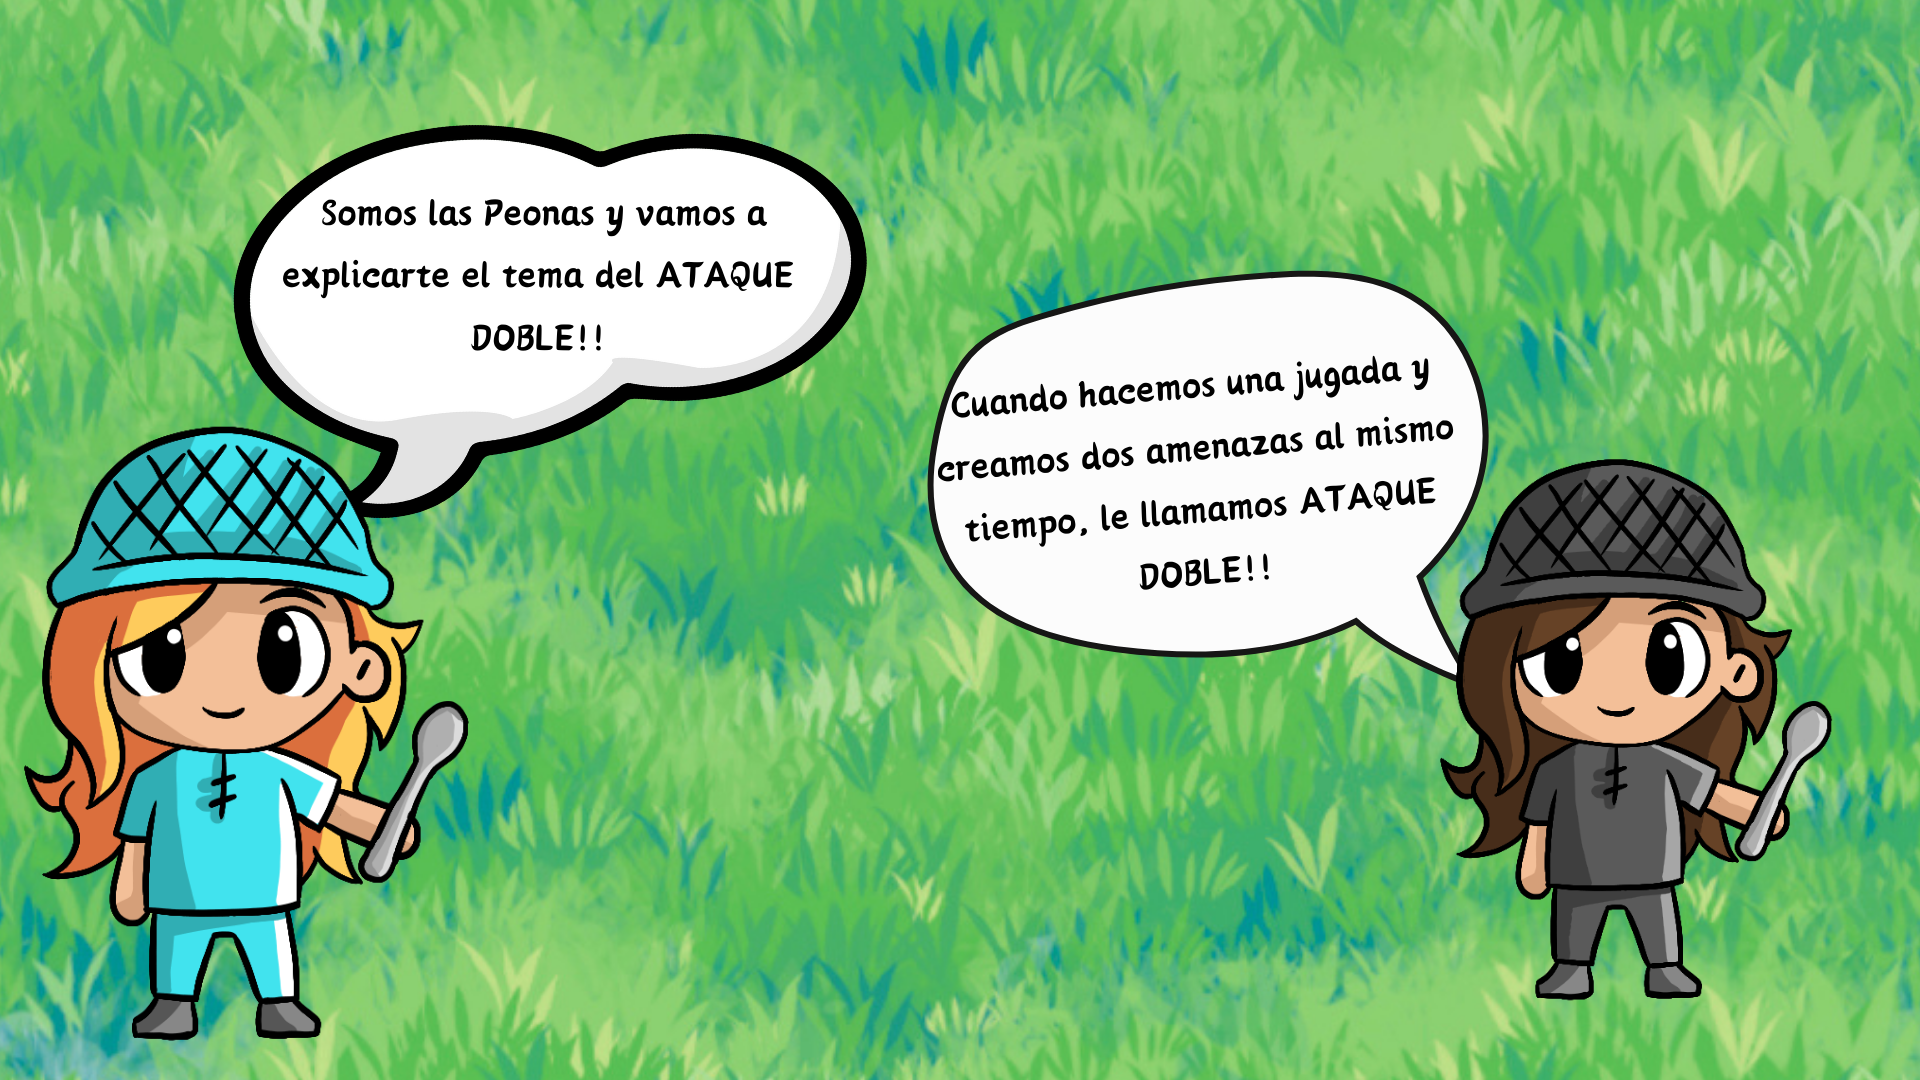 Somos las Peonas y vamos a
explicarte el tema del ATAQUE
DOBLE!!
Cuando hacemos una jugada y
creamos dos amenazas al mismo
tiempo, le llamamos ATAQUE
DOBLE!!